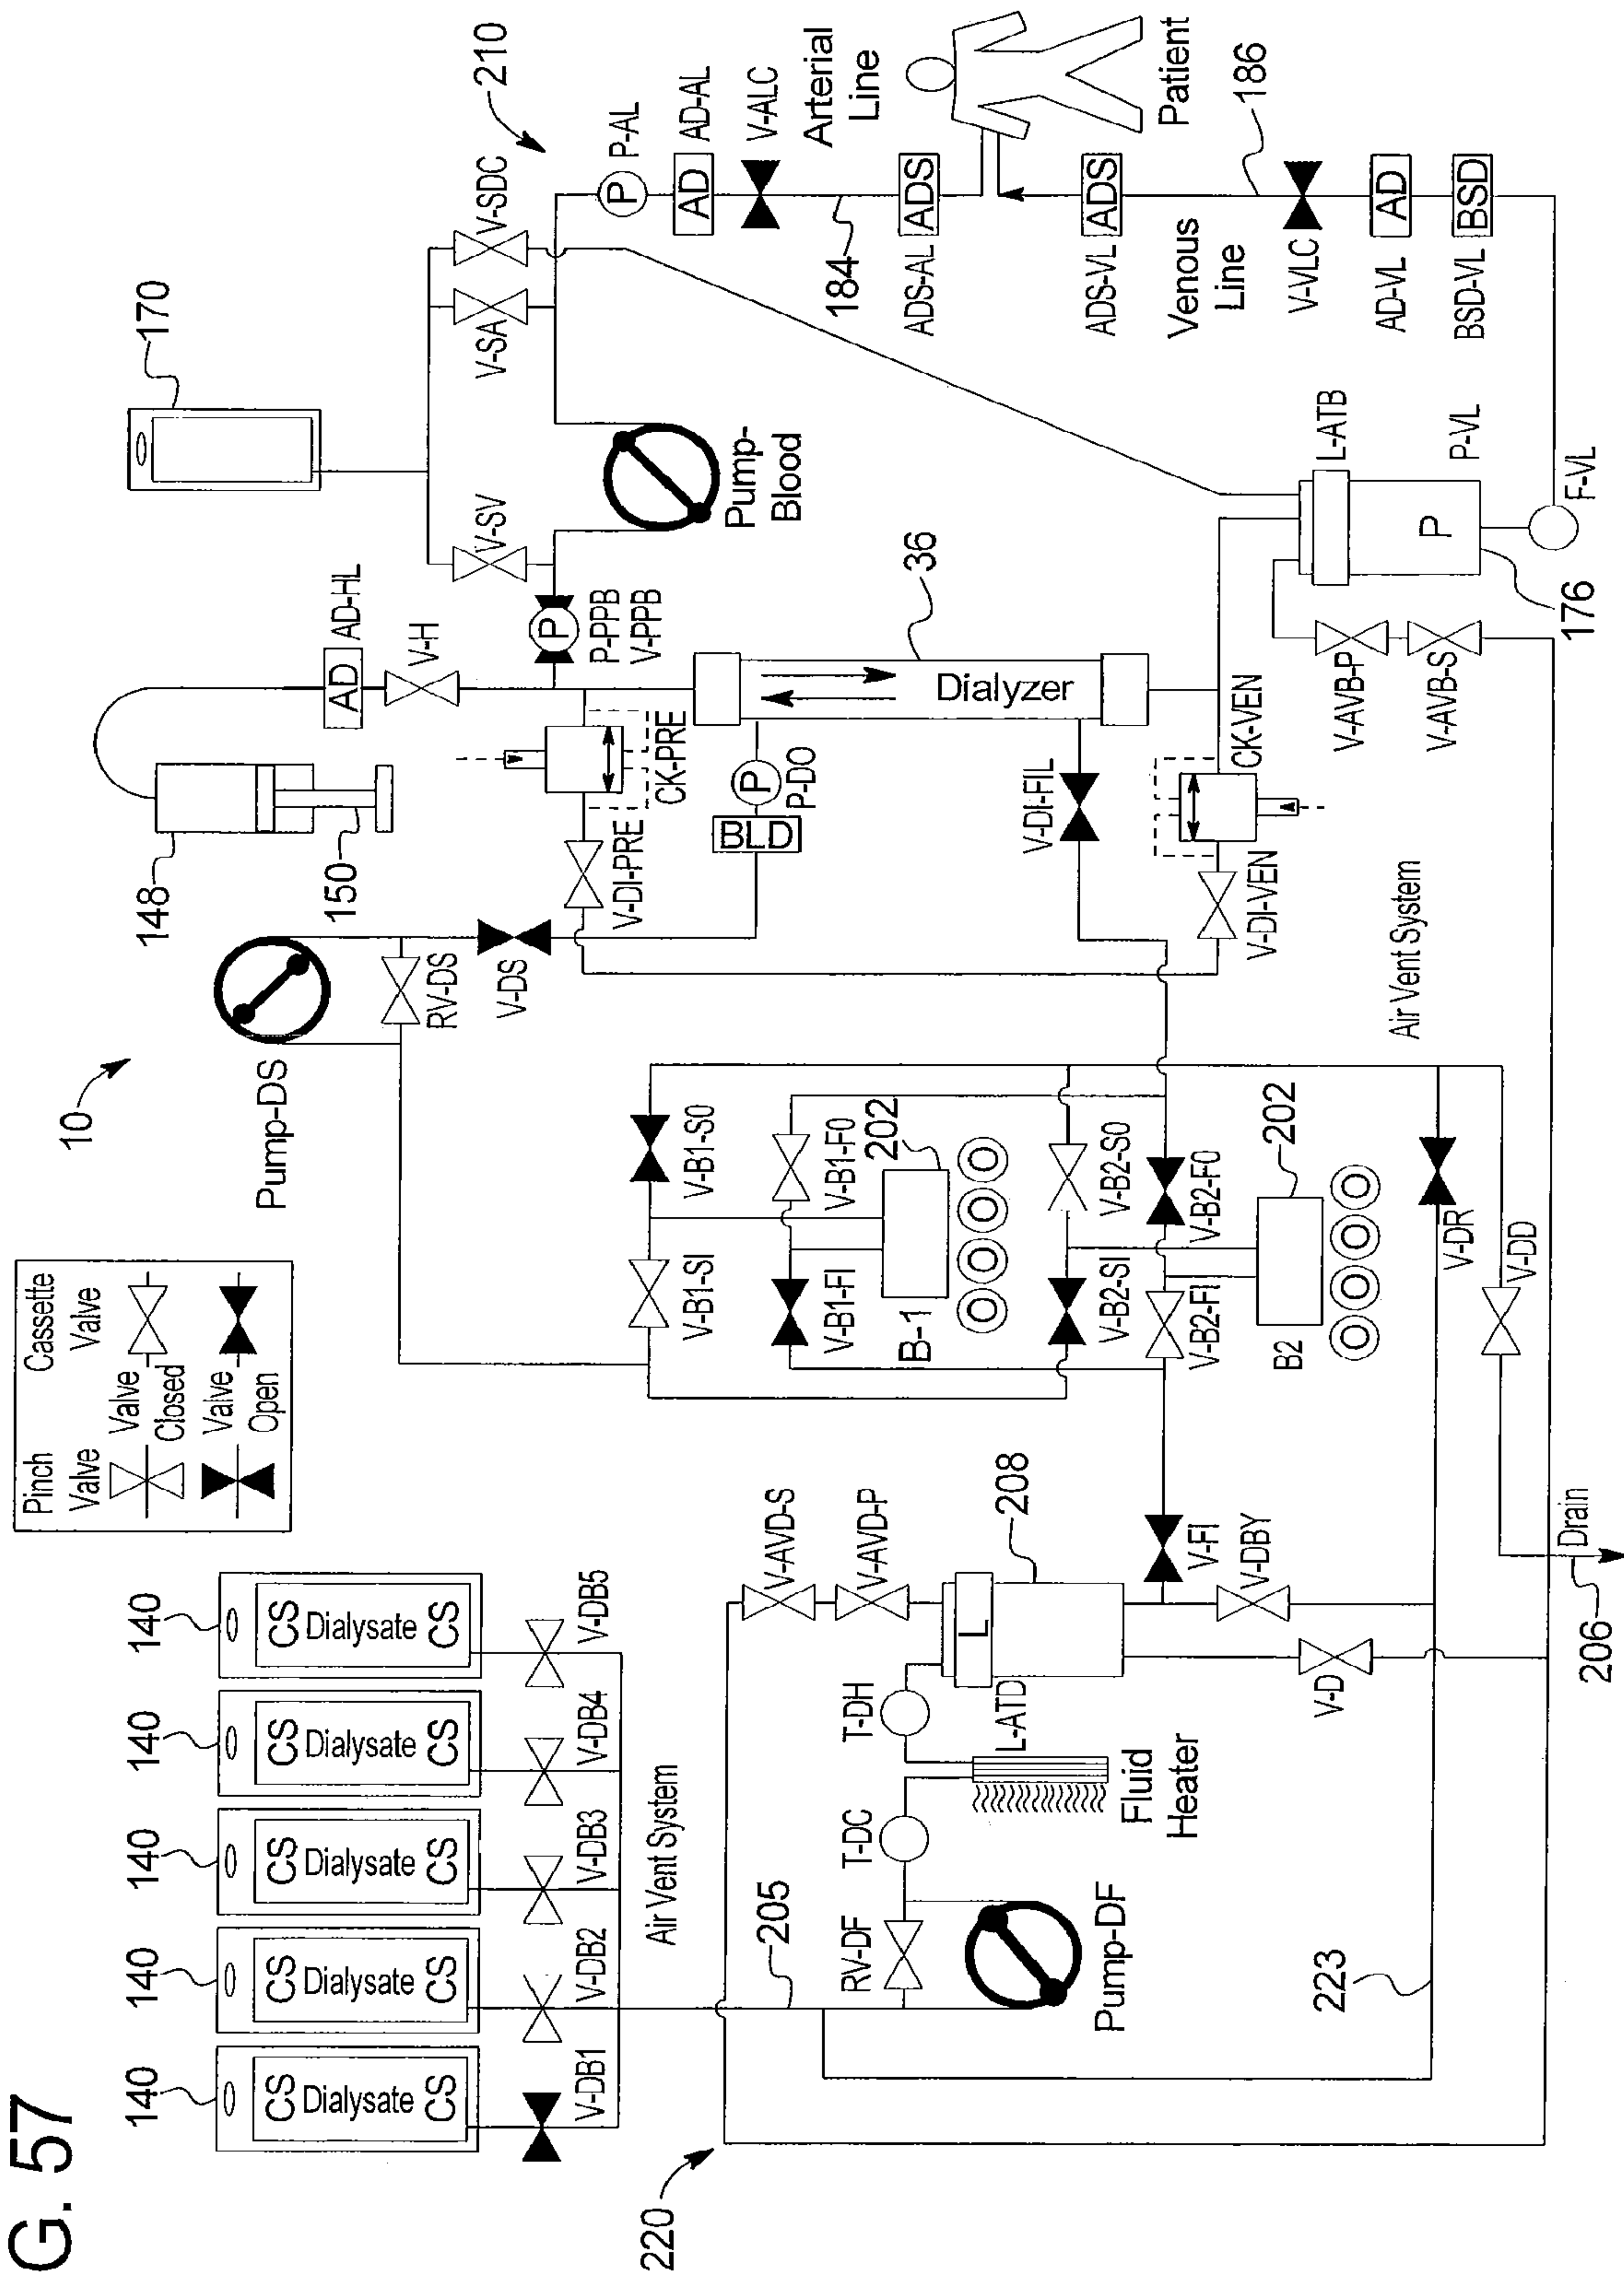 G. 57
10
Pinch
Valve
Cassette
Valve
Valve
Closed
Valve
Open
140
140
140
140
140
CS Dialysate CS
CS Dialysate CS
CS Dialysate CS
CS Dialysate CS
CS Dialysate CS
V-DB1
V-DB2
V-DB3
V-DB4
V-DB5
Air Vent System
205
220
223
RV-DF
Pump-DF
T-DC
T-DH
Fluid
Heater
L-ATD
L
208
V-AVD-S
V-AVD-P
V-FI
V-DBY
V-D
Drain
206
Pump-DS
RV-DS
V-DS
V-B1-SI
V-B1-S0
V-B1-FI
V-B1-F0
B-1
202
O O O O
V-B2-SI
V-B2-S0
V-B2-FI
V-B2-F0
B2
202
O O O O
V-DR
V-DD
Air Vent System
148
150
AD
AD-HL
V-H
CK-PRE
V-DI-PRE
BLD
P
P-DO
V-DI-FIL
V-DI-VEN
CK-VEN
Dialyzer
36
P
P-PPB
V-PPB
170
V-SV
V-SA
V-SDC
Pump-
Blood
210
P
P-AL
AD
AD-AL
V-ALC
Arterial
Line
184
ADS
ADS-AL
Patient
ADS
ADS-VL
Venous
Line
186
V-VLC
AD
AD-VL
BSD
BSD-VL
L-ATB
P
P-VL
F-VL
176
V-AVB-P
V-AVB-S